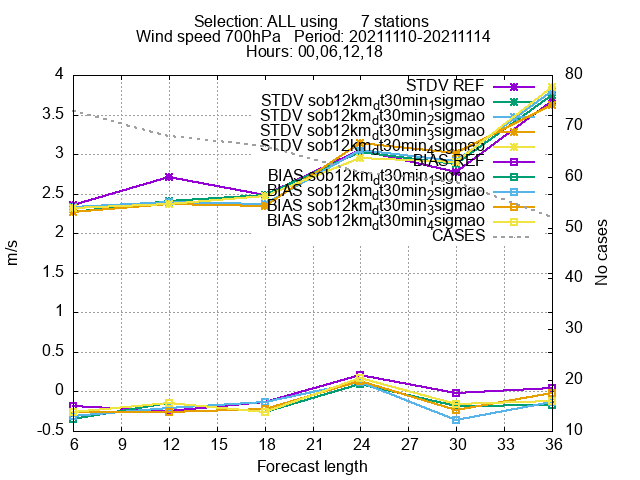 Selection: ALL using 7 stations
Wind speed 700hPa Period: 20211110-20211114
Hours: 00,06,12,18
4
3.5
3
2.5
2
1.5
1
0.5
0
-0.5
80
70
60
50
40
30
20
10
STDV REF
STDV sob12km_dt30min_1sigmao
STDV sob12km_dt30min_2sigmao
STDV sob12km_dt30min_3sigmao
STDV sob12km_dt30min_4sigmao
BIAS REF
BIAS sob12km_dt30min_1sigmao
BIAS sob12km_dt30min_2sigmao
BIAS sob12km_dt30min_3sigmao
BIAS sob12km_dt30min_4sigmao
CASES
m/s
No cases
6 9 12 15 18 21 24 27 30 33 36
Forecast length